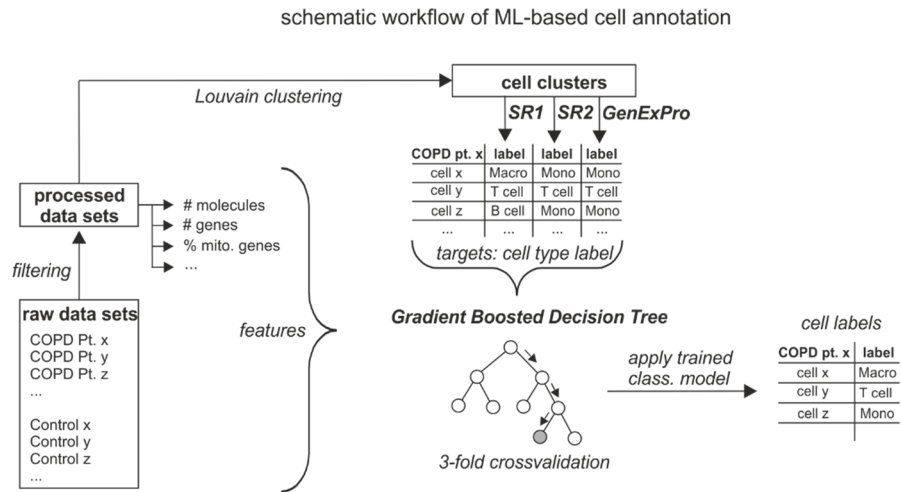 schematic workflow of ML-based cell annotation
cell clusters
Louvain clustering
SR1 SR2 GenExPro
COPD pt. x label label label
cell x Macro Mono Mono
cell y T cell T cell T cell
cell z B cell Mono Mono
... ... ... ...
targets: cell type label
processed
data sets
# molecules
# genes
% mito. genes
...
filtering
raw data sets
COPD Pt. x
COPD Pt. y
COPD Pt. z
...
Control x
Control y
Control z
...
features
Gradient Boosted Decision Tree
3-fold crossvalidation
apply trained
class. model
cell labels
COPD pt. x label
cell x Macro
cell y T cell
cell z Mono